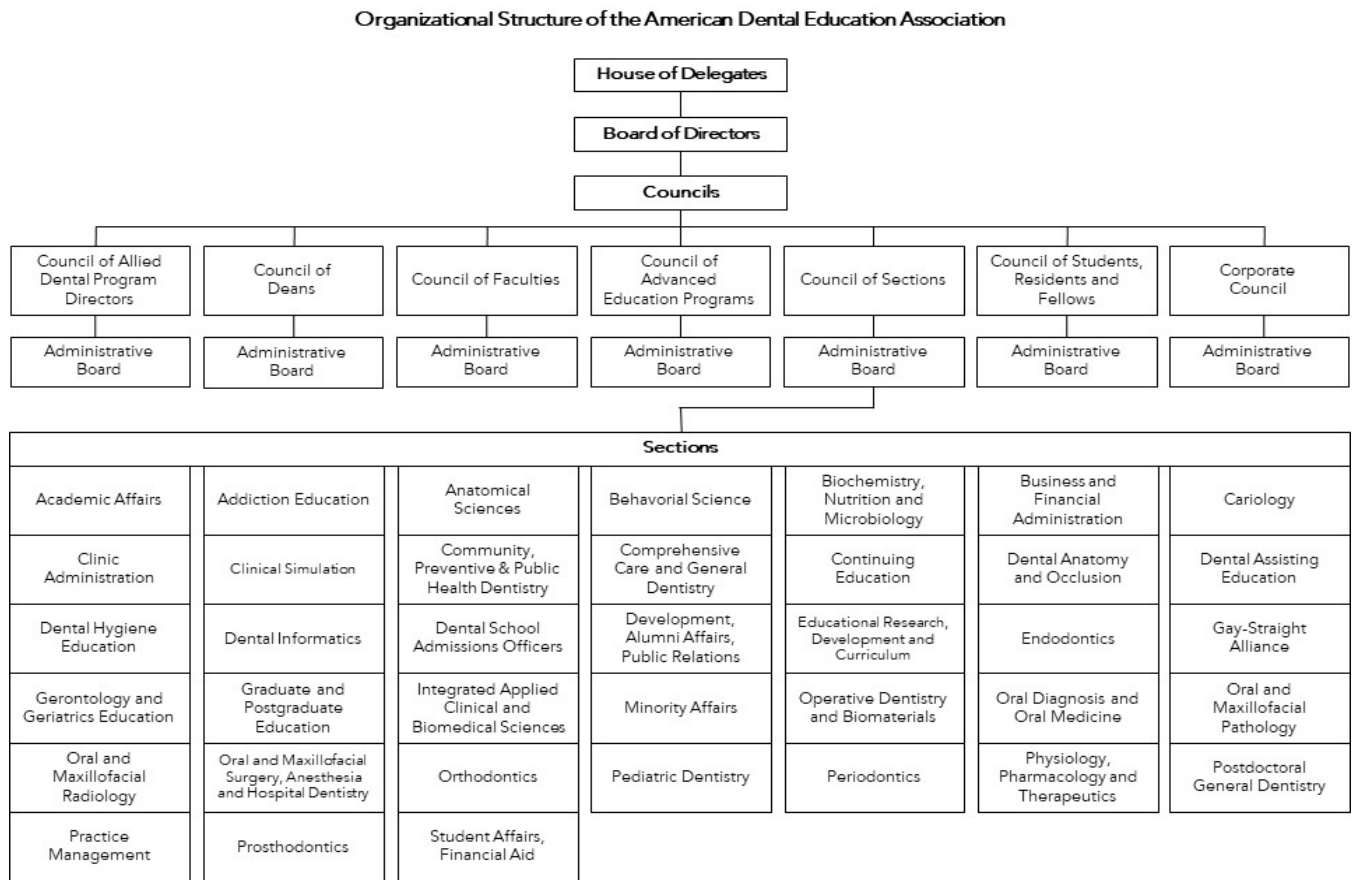 Organizational Structure of the American Dental Education Association
House of Delegates
Board of Directors
Councils
Council of Allied
Dental Program
Directors
Council of
Deans
Council of Faculties
Council of
Advanced
Education Programs
Council of Sections
Council of Students,
Residents and
Fellows
Corporate
Council
Administrative
Board
Administrative
Board
Administrative
Board
Administrative
Board
Administrative
Board
Administrative
Board
Administrative
Board
Sections
Academic Affairs
Addiction Education
Anatomical
Sciences
Behavorial Science
Biochemistry,
Nutrition and
Microbiology
Business and
Financial
Administration
Cariology
Clinic
Administration
Clinical Simulation
Community,
Preventive & Public
Health Dentistry
Comprehensive
Care and General
Dentistry
Continuing
Education
Dental Anatomy
and Occlusion
Dental Assisting
Education
Dental Hygiene
Education
Dental Informatics
Dental School
Admissions Officers
Development,
Alumni Affairs,
Public Relations
Educational Research,
Development and
Curriculum
Endodontics
Gay-Straight
Alliance
Gerontology and
Geriatrics Education
Graduate and
Postgraduate
Education
Integrated Applied
Clinical and
Biomedical Sciences
Minority Affairs
Operative Dentistry
and Biomaterials
Oral Diagnosis and
Oral Medicine
Oral and
Maxillofacial
Pathology
Oral and
Maxillofacial
Radiology
Oral and Maxillofacial
Surgery, Anesthesia
and Hospital Dentistry
Orthodontics
Pediatric Dentistry
Periodontics
Physiology,
Pharmacology and
Therapeutics
Postdoctoral
General Dentistry
Practice
Management
Prosthodontics
Student Affairs,
Financial Aid